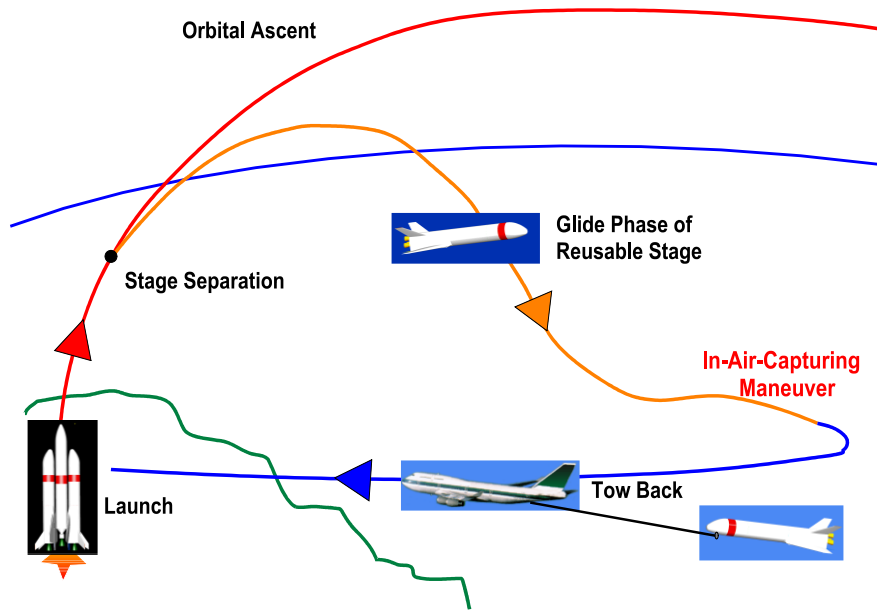 Orbital Ascent
Glide Phase of
Reusable Stage
Stage Separation
In-Air-Capturing
Maneuver
Tow Back
Launch